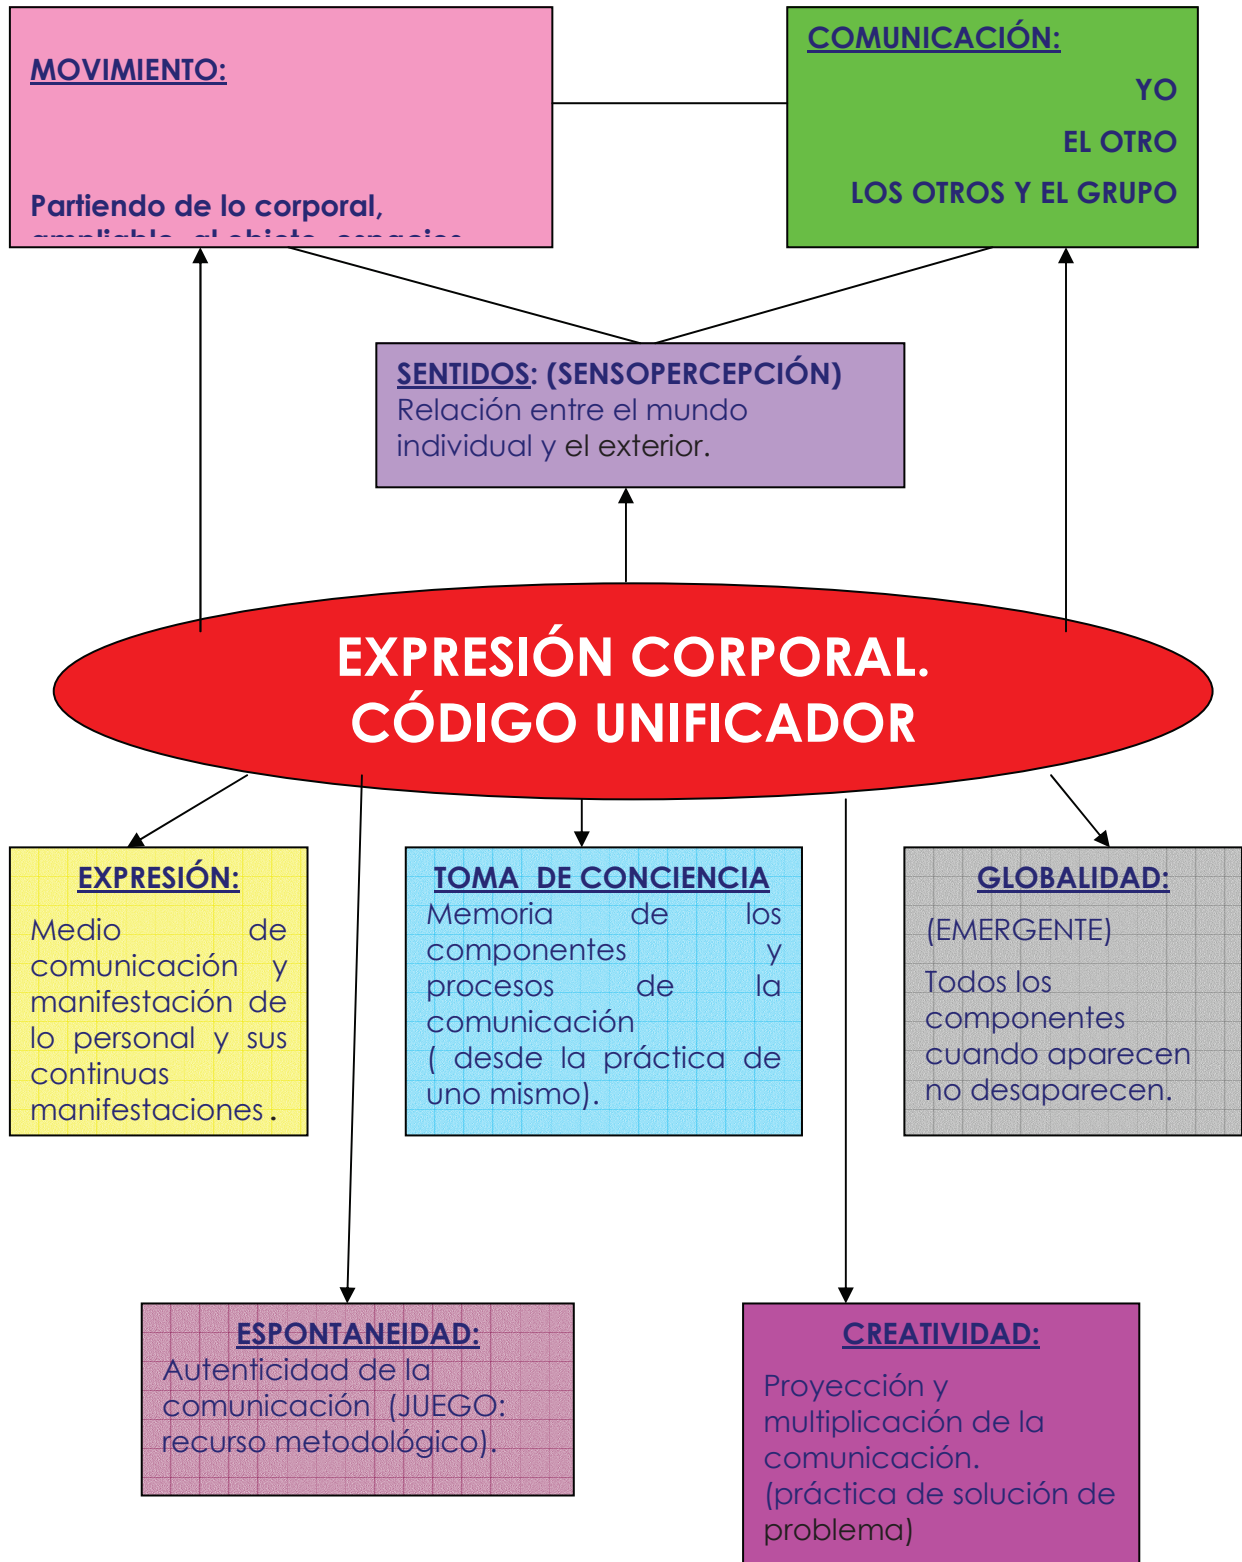 MOVIMIENTO:
Partiendo de lo corporal,
ampliable al objeto, espacios
COMUNICACIÓN:
YO
EL OTRO
LOS OTROS Y EL GRUPO
SENTIDOS: (SENSOPERCEPCIÓN)
Relación entre el mundo
individual y el exterior.
EXPRESIÓN CORPORAL.
CÓDIGO UNIFICADOR
EXPRESIÓN:
Medio de
comunicación y
manifestación de
lo personal y sus
continuas
manifestaciones.
TOMA DE CONCIENCIA
Memoria de los
componentes y
procesos de la
comunicación
( desde la práctica de
uno mismo).
GLOBALIDAD:
(EMERGENTE)
Todos los
componentes
cuando aparecen
no desaparecen.
ESPONTANEIDAD:
Autenticidad de la
comunicación (JUEGO:
recurso metodológico).
CREATIVIDAD:
Proyección y
multiplicación de la
comunicación.
(práctica de solución de
problema)